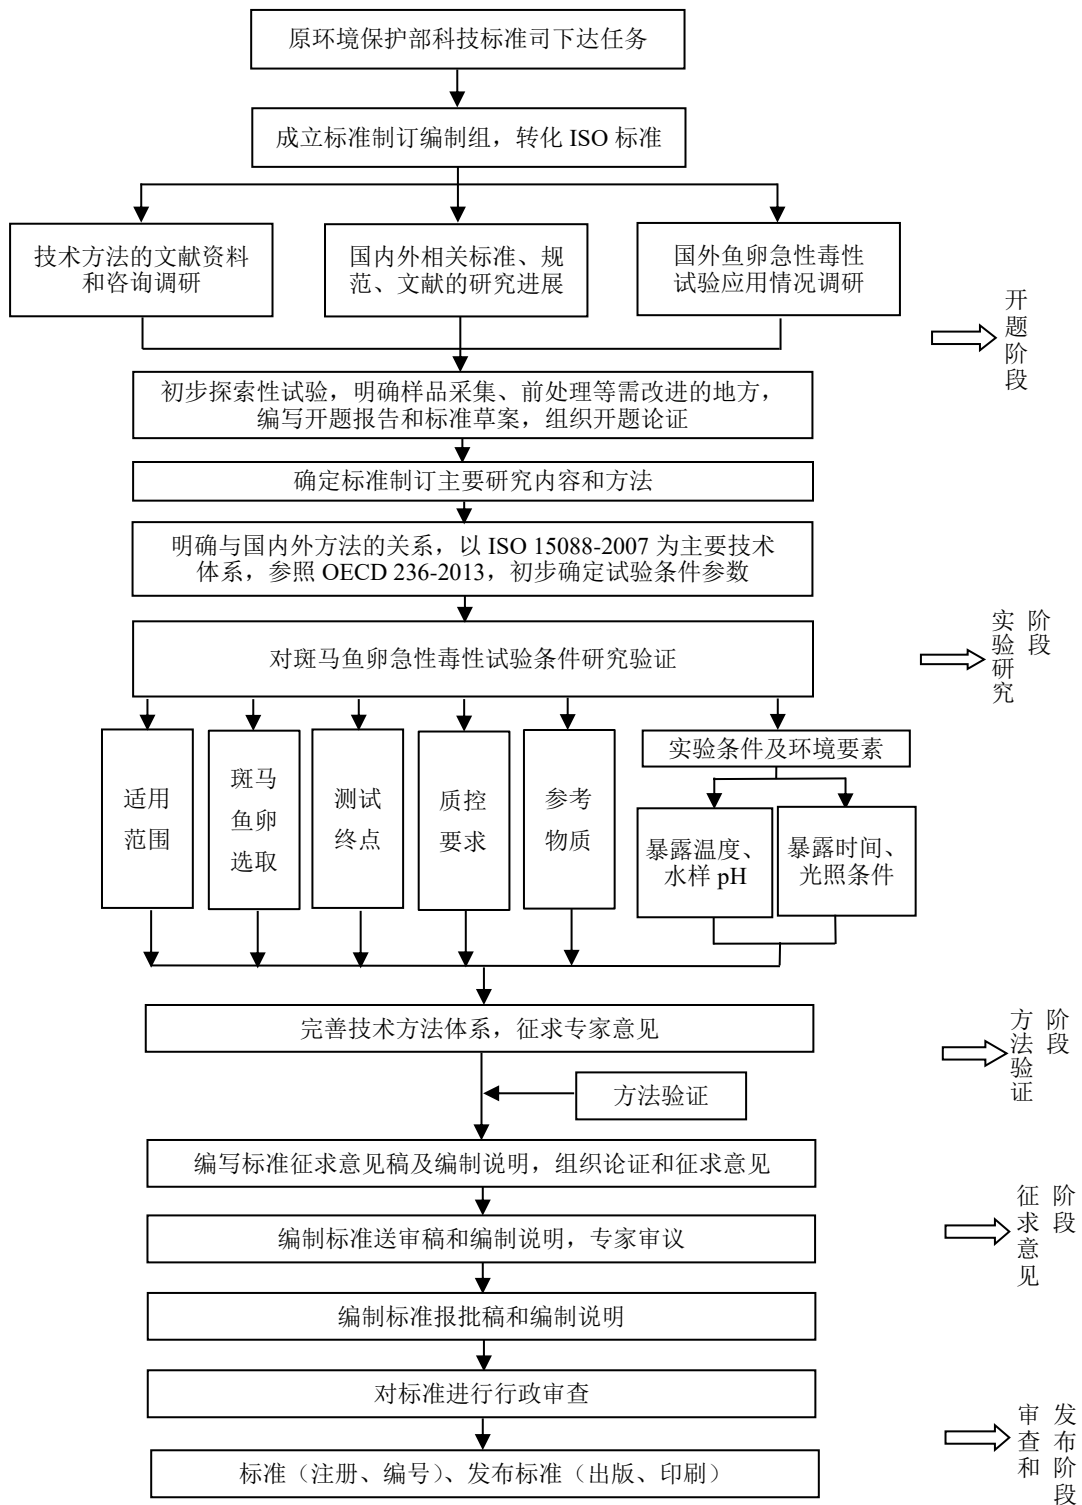 原环境保护部科技标准司下达任务
成立标准制订编制组，转化 ISO 标准
技术方法的文献资料
和咨询调研
国内外相关标准、规
范、文献的研究进展
国外鱼卵急性毒性
试验应用情况调研
开题阶段
初步探索性试验，明确样品采集、前处理等需改进的地方，
编写开题报告和标准草案，组织开题论证
确定标准制订主要研究内容和方法
明确与国内外方法的关系，以 ISO 15088-2007 为主要技术
体系，参照 OECD 236-2013，初步确定试验条件参数
对斑马鱼卵急性毒性试验条件研究验证
实验研究
阶段
适用
范围
斑马
鱼卵
选取
测试
终点
质控
要求
参考
物质
实验条件及环境要素
暴露温度、
水样 pH
暴露时间、
光照条件
完善技术方法体系，征求专家意见
方法验证
阶段
方法验证
编写标准征求意见稿及编制说明，组织论证和征求意见
征求意见
阶段
编制标准送审稿和编制说明，专家审议
编制标准报批稿和编制说明
对标准进行行政审查
审查和
发布阶段
标准（注册、编号）、发布标准（出版、印刷）